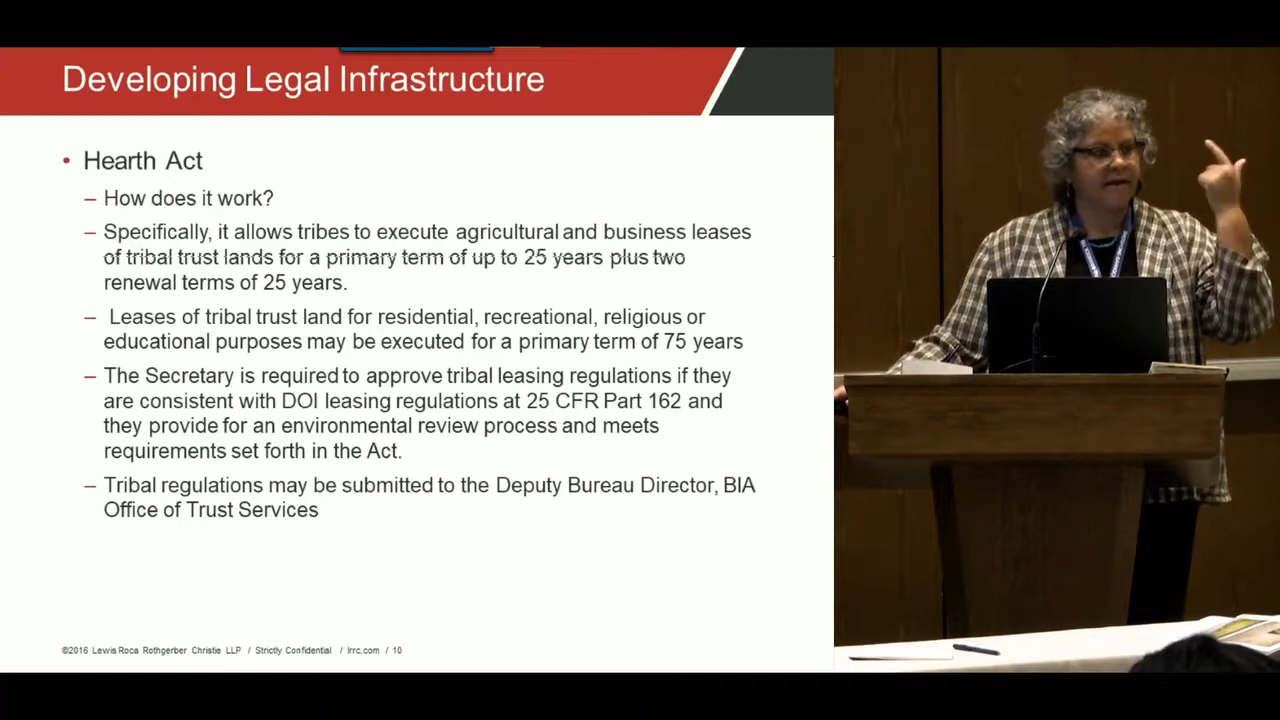 Developing Legal Infrastructure
• Hearth Act
– How does it work?
– Specifically, it allows tribes to execute agricultural and business leases
of tribal trust lands for a primary term of up to 25 years plus two
renewal terms of 25 years.
– Leases of tribal trust land for residential, recreational, religious or
educational purposes may be executed for a primary term of 75 years
– The Secretary is required to approve tribal leasing regulations if they
are consistent with DOI leasing regulations at 25 CFR Part 162 and
they provide for an environmental review process and meets
requirements set forth in the Act.
– Tribal regulations may be submitted to the Deputy Bureau Director, BIA
Office of Trust Services
©2016 Lewis Roca Rothgerber Christie LLP / Strictly Confidential / lrrc.com / 10